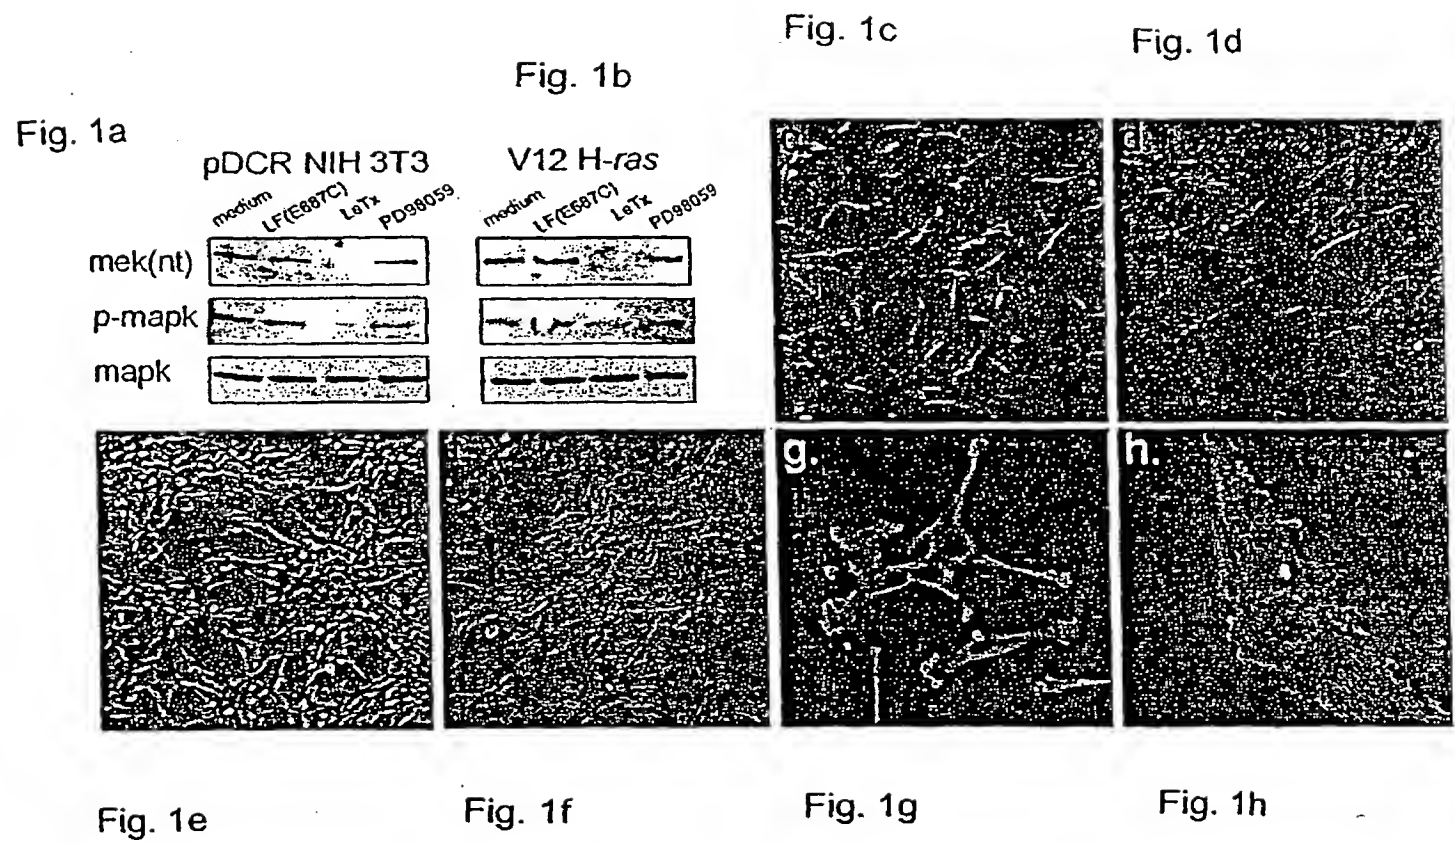 Fig. 1c
Fig. 1d
Fig. 1b
Fig. 1a
pDCR NIH 3T3
V12 H-ras
medium LF(E687C) LeTx PD98059
medium LF(E687C) LeTx PD98059
mek(nt)
p-mapk
mapk
c
d
g.
h.
Fig. 1e
Fig. 1f
Fig. 1g
Fig. 1h